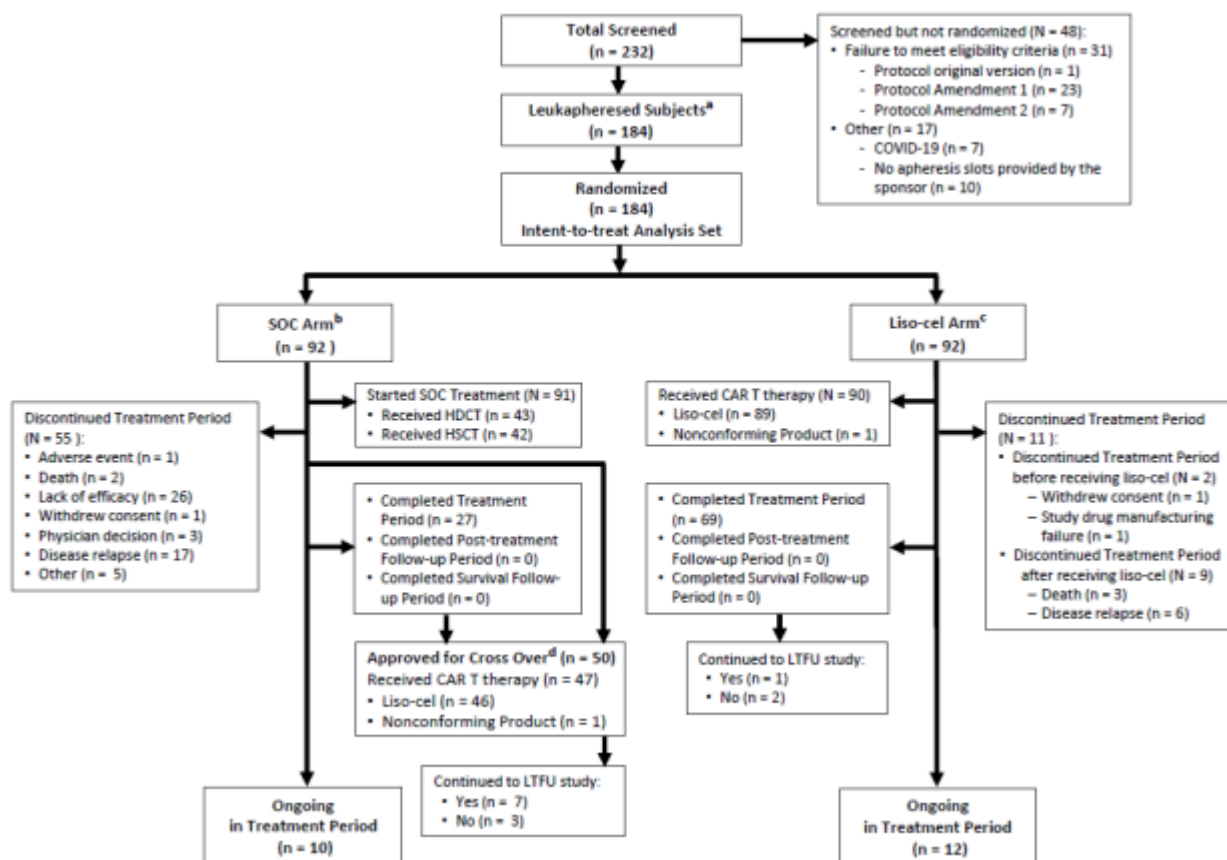 Total Screened
(n = 232)
Screened but not randomized (N = 48):
• Failure to meet eligibility criteria (n = 31)
- Protocol original version (n = 1)
- Protocol Amendment 1 (n = 23)
- Protocol Amendment 2 (n = 7)
• Other (n = 17)
- COVID-19 (n = 7)
- No apheresis slots provided by the
sponsor (n = 10)
Leukapheresed Subjectsᵃ
(n = 184)
Randomized
(n = 184)
Intent-to-treat Analysis Set
SOC Armᵇ
(n = 92 )
Liso-cel Armᶜ
(n = 92)
Started SOC Treatment (N = 91)
• Received HDCT (n = 43)
• Received HSCT (n = 42)
Received CAR T therapy (N = 90)
• Liso-cel (n = 89)
• Nonconforming Product (n = 1)
Discontinued Treatment Period
(N = 55 ):
• Adverse event (n = 1)
• Death (n = 2)
• Lack of efficacy (n = 26)
• Withdrew consent (n = 1)
• Physician decision (n = 3)
• Disease relapse (n = 17)
• Other (n = 5)
Discontinued Treatment Period
(N = 11 ):
• Discontinued Treatment Period
before receiving liso-cel (N = 2)
– Withdrew consent (n = 1)
– Study drug manufacturing
failure (n = 1)
• Discontinued Treatment Period
after receiving liso-cel (N = 9)
– Death (n = 3)
– Disease relapse (n = 6)
• Completed Treatment
Period (n = 27)
• Completed Post-treatment
Follow-up Period (n = 0)
• Completed Survival Follow-
up Period (n = 0)
• Completed Treatment Period
(n = 69)
• Completed Post-treatment
Follow-up Period (n = 0)
• Completed Survival Follow-up
Period (n = 0)
Approved for Cross Overᵈ (n = 50)
Received CAR T therapy (n = 47)
• Liso-cel (n = 46)
• Nonconforming Product (n = 1)
Continued to LTFU study:
• Yes (n = 1)
• No (n = 2)
Continued to LTFU study:
• Yes (n = 7)
• No (n = 3)
Ongoing
in Treatment Period
(n = 10)
Ongoing
in Treatment Period
(n = 12)